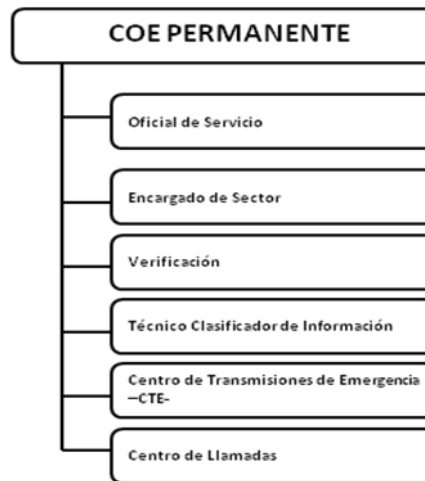 COE PERMANENTE
Oficial de Servicio
Encargado de Sector
Verificación
Técnico Clasificador de Información
Centro de Transmisiones de Emergencia
–CTE-
Centro de Llamadas